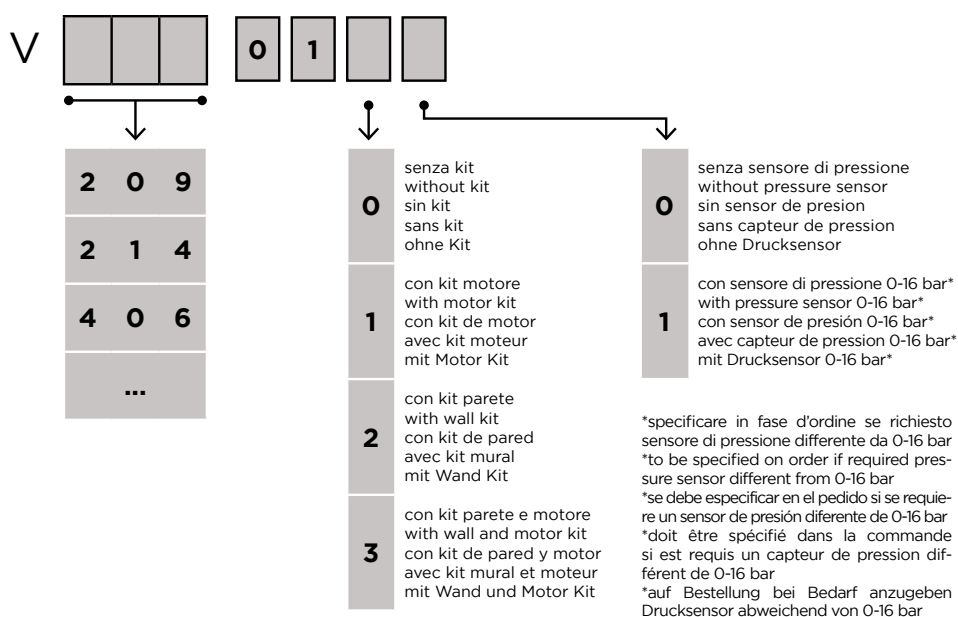 V 0 1
2 0 9
2 1 4
4 0 6
...
0
senza kit
without kit
sin kit
sans kit
ohne Kit
1
con kit motore
with motor kit
con kit de motor
avec kit moteur
mit Motor Kit
2
con kit parete
with wall kit
con kit de pared
avec kit mural
mit Wand Kit
3
con kit parete e motore
with wall and motor kit
con kit de pared y motor
avec kit mural et moteur
mit Wand und Motor Kit
0
senza sensore di pressione
without pressure sensor
sin sensor de presion
sans capteur de pression
ohne Drucksensor
1
con sensore di pressione 0-16 bar*
with pressure sensor 0-16 bar*
con sensor de presión 0-16 bar*
avec capteur de pression 0-16 bar*
mit Drucksensor 0-16 bar*
*specificare in fase d'ordine se richiesto
sensore di pressione differente da 0-16 bar
*to be specified on order if required pres-
sure sensor different from 0-16 bar
*se debe especificar en el pedido si se requie-
re un sensor de presión diferente de 0-16 bar
*doit être spécifié dans la commande
si est requis un capteur de pression dif-
férent de 0-16 bar
*auf Bestellung bei Bedarf anzugeben
Drucksensor abweichend von 0-16 bar